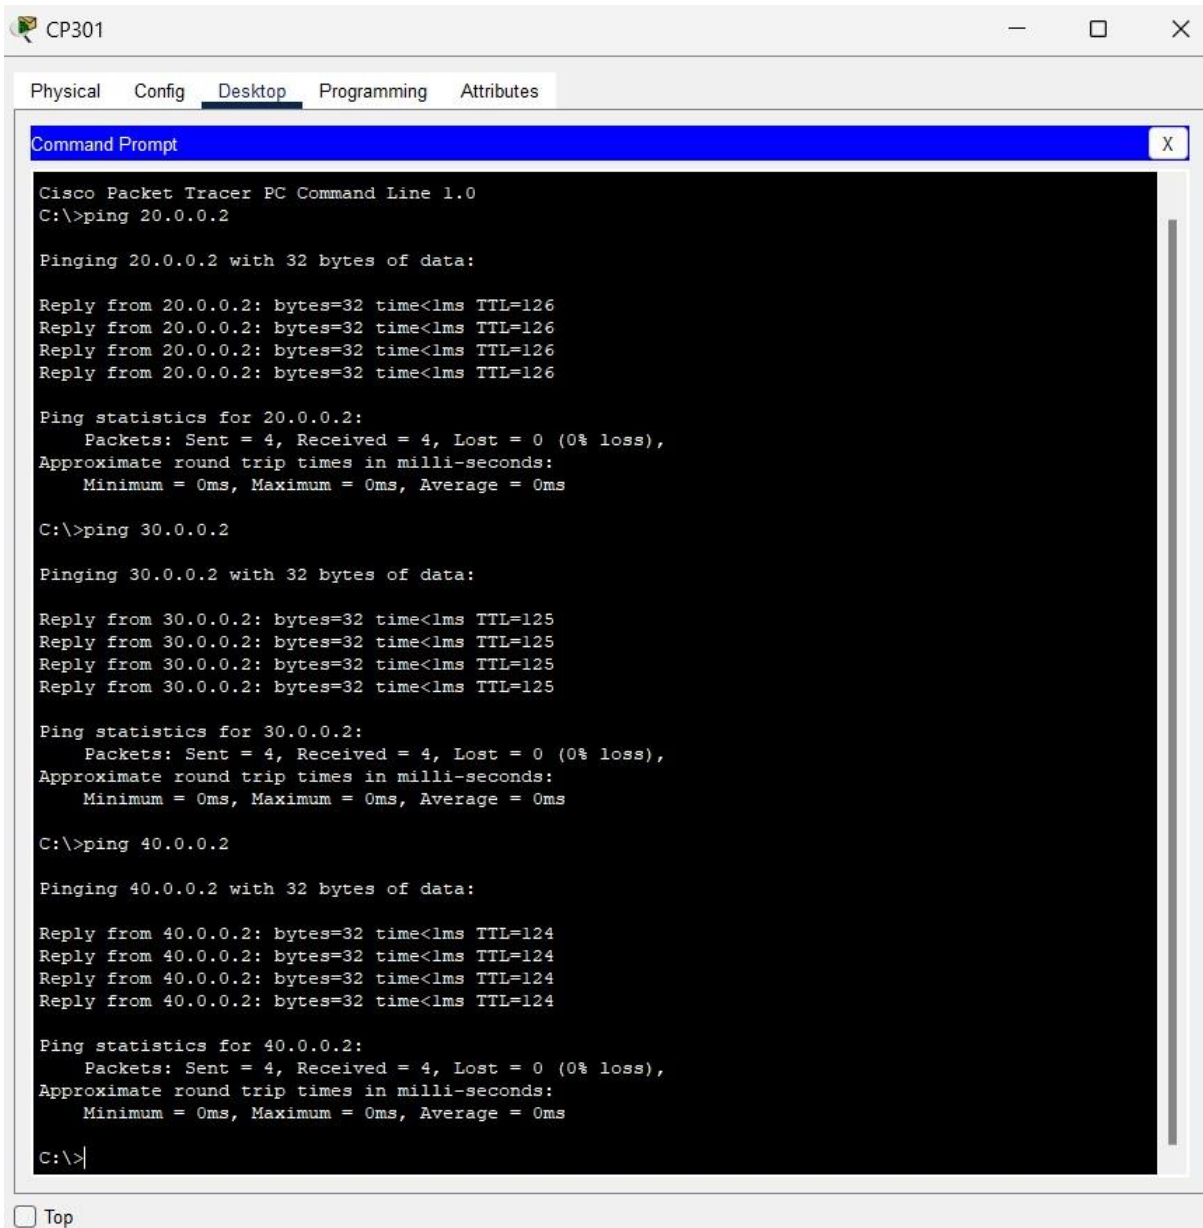 CP301
Physical Config Desktop Programming Attributes
Command Prompt X
Cisco Packet Tracer PC Command Line 1.0
C:\>ping 20.0.0.2
Pinging 20.0.0.2 with 32 bytes of data:
Reply from 20.0.0.2: bytes=32 time<1ms TTL=126
Reply from 20.0.0.2: bytes=32 time<1ms TTL=126
Reply from 20.0.0.2: bytes=32 time<1ms TTL=126
Reply from 20.0.0.2: bytes=32 time<1ms TTL=126
Ping statistics for 20.0.0.2:
Packets: Sent = 4, Received = 4, Lost = 0 (0% loss),
Approximate round trip times in milli-seconds:
Minimum = 0ms, Maximum = 0ms, Average = 0ms
C:\>ping 30.0.0.2
Pinging 30.0.0.2 with 32 bytes of data:
Reply from 30.0.0.2: bytes=32 time<1ms TTL=125
Reply from 30.0.0.2: bytes=32 time<1ms TTL=125
Reply from 30.0.0.2: bytes=32 time<1ms TTL=125
Reply from 30.0.0.2: bytes=32 time<1ms TTL=125
Ping statistics for 30.0.0.2:
Packets: Sent = 4, Received = 4, Lost = 0 (0% loss),
Approximate round trip times in milli-seconds:
Minimum = 0ms, Maximum = 0ms, Average = 0ms
C:\>ping 40.0.0.2
Pinging 40.0.0.2 with 32 bytes of data:
Reply from 40.0.0.2: bytes=32 time<1ms TTL=124
Reply from 40.0.0.2: bytes=32 time<1ms TTL=124
Reply from 40.0.0.2: bytes=32 time<1ms TTL=124
Reply from 40.0.0.2: bytes=32 time<1ms TTL=124
Ping statistics for 40.0.0.2:
Packets: Sent = 4, Received = 4, Lost = 0 (0% loss),
Approximate round trip times in milli-seconds:
Minimum = 0ms, Maximum = 0ms, Average = 0ms
C:\>
Top